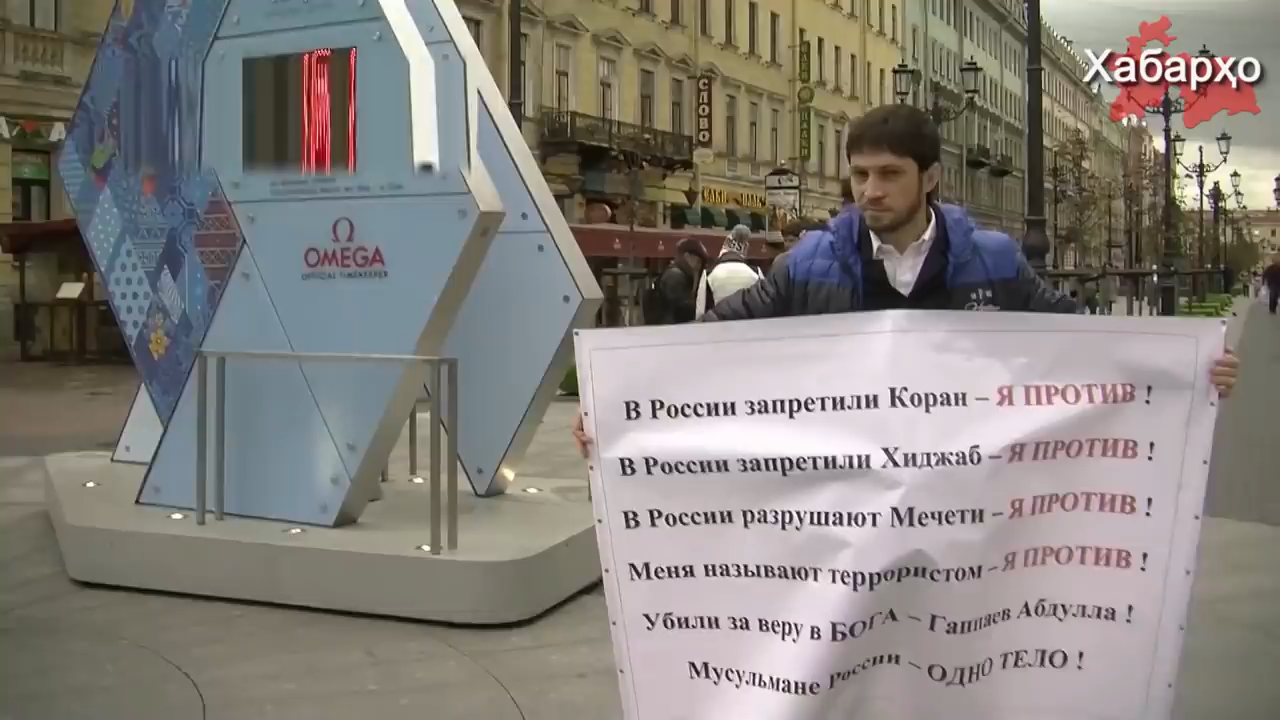 Хабарҳо
СЛОВО
Ω
OMEGA
OFFICIAL TIMEKEEPER
В России запретили Коран – Я ПРОТИВ !
В России запретили Хиджаб – Я ПРОТИВ !
В России разрушают Мечети – Я ПРОТИВ !
Меня называют террористом – Я ПРОТИВ !
Убили за веру в БОГА – Гаппаев Абдулла !
Мусульмане России – ОДНО ТЕЛО !